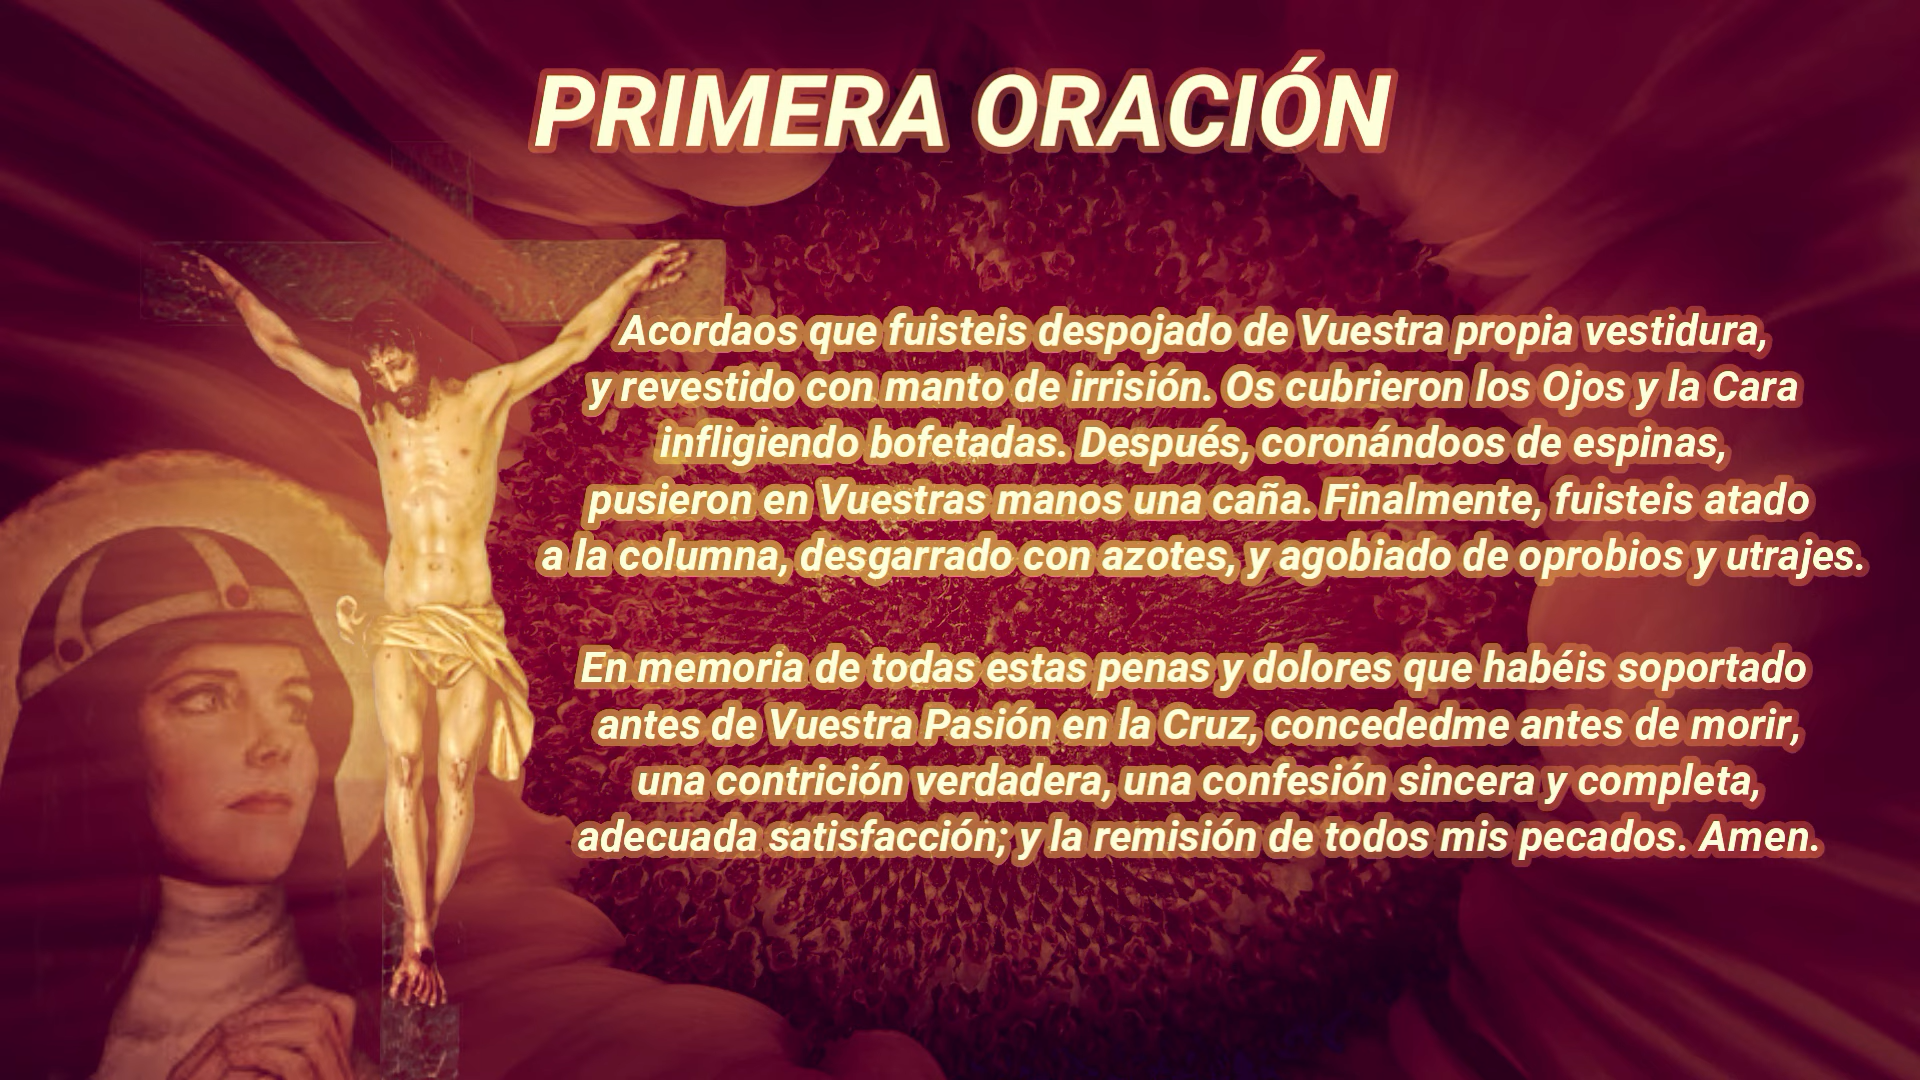 PRIMERA ORACIÓN
Acordaos que fuisteis despojado de Vuestra propia vestidura,
y revestido con manto de irrisión. Os cubrieron los Ojos y la Cara
infligiendo bofetadas. Después, coronándoos de espinas,
pusieron en Vuestras manos una caña. Finalmente, fuisteis atado
a la columna, desgarrado con azotes, y agobiado de oprobios y utrajes.
En memoria de todas estas penas y dolores que habéis soportado
antes de Vuestra Pasión en la Cruz, concededme antes de morir,
una contrición verdadera, una confesión sincera y completa,
adecuada satisfacción; y la remisión de todos mis pecados. Amen.